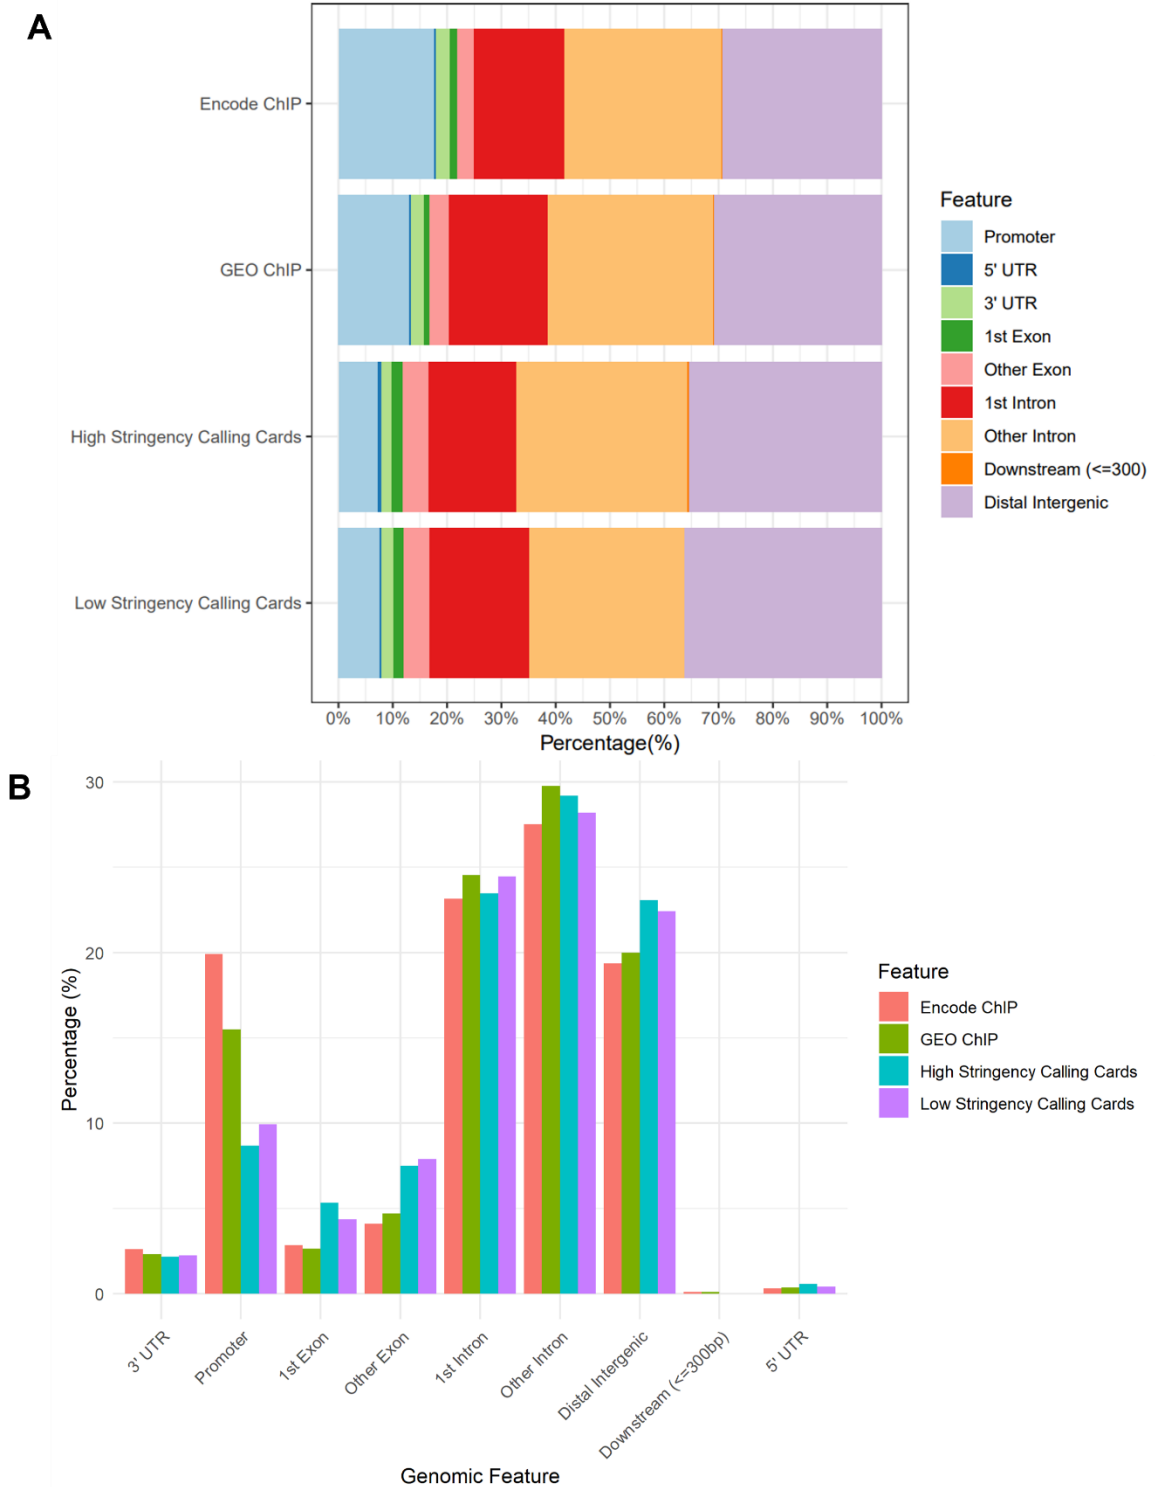 A
Encode ChIP
GEO ChIP
High Stringency Calling Cards
Low Stringency Calling Cards
0% 10% 20% 30% 40% 50% 60% 70% 80% 90% 100%
Percentage(%)
Feature
Promoter
5' UTR
3' UTR
1st Exon
Other Exon
1st Intron
Other Intron
Downstream (<=300)
Distal Intergenic
B
30
20
10
0
Percentage (%)
3' UTR
Promoter
1st Exon
Other Exon
1st Intron
Other Intron
Distal Intergenic
Downstream (<=300bp)
5' UTR
Genomic Feature
Feature
Encode ChIP
GEO ChIP
High Stringency Calling Cards
Low Stringency Calling Cards